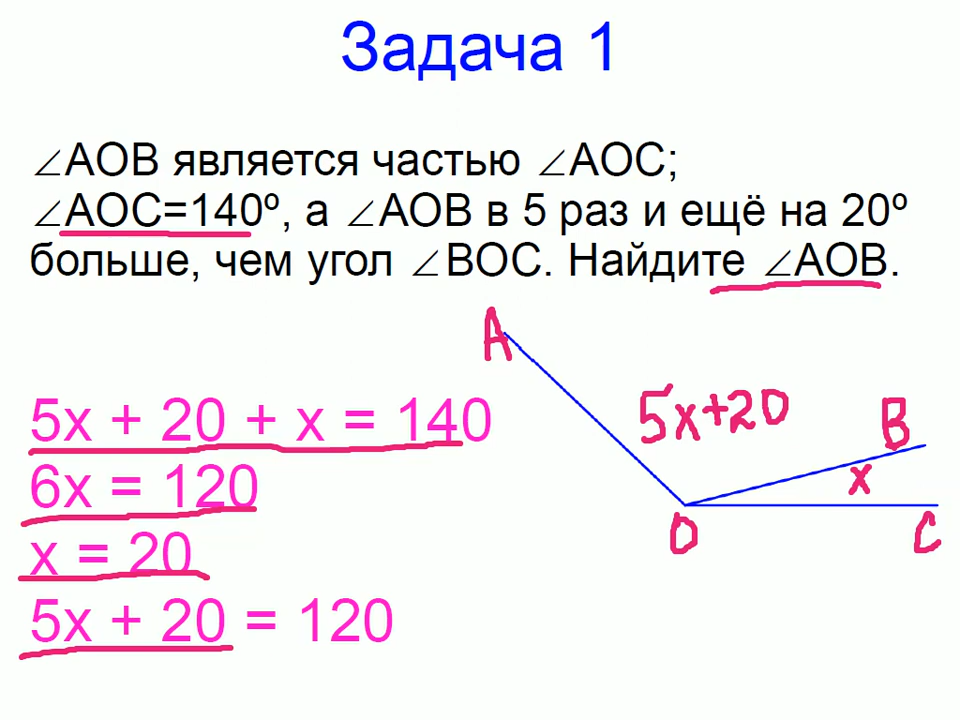 Задача 1
∠AOB является частью ∠AOC;
∠AOC=140º, а ∠AOB в 5 раз и ещё на 20º
больше, чем угол ∠BOC. Найдите ∠AOB.
A
5x+20
B
x
O
C
5x + 20 + x = 140
6x = 120
x = 20
5x + 20 = 120